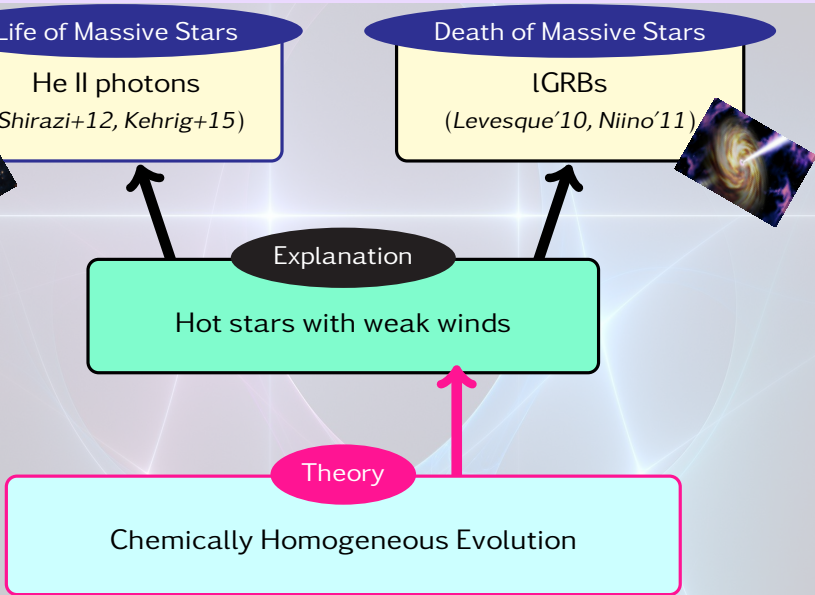 Life of Massive Stars
He II photons
Shirazi+12, Kehrig+15)
Death of Massive Stars
lGRBs
(Levesque'10, Niino'11)
Explanation
Hot stars with weak winds
Theory
Chemically Homogeneous Evolution